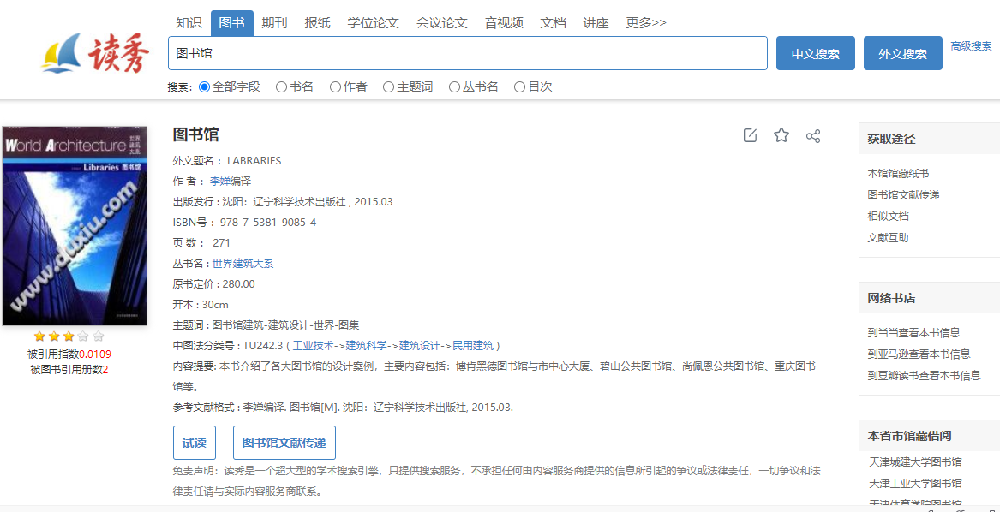 知识 图书 期刊 报纸 学位论文 会议论文 音视频 文档 讲座 更多>>
读秀
图书馆
中文搜索
外文搜索
高级搜索
搜索: 全部字段 书名 作者 主题词 丛书名 目次
World Architecture 世界建筑大系
Libraries 图书馆
www.duxiu.com
被引用指数0.0109
被图书引用册数2
图书馆
外文题名： LABRARIES
作 者： 李婵编译
出版发行 : 沈阳：辽宁科学技术出版社 , 2015.03
ISBN号： 978-7-5381-9085-4
页 数： 271
丛书名 : 世界建筑大系
原书定价 : 280.00
开本 : 30cm
主题词 : 图书馆建筑-建筑设计-世界-图集
中图法分类号 : TU242.3 ( 工业技术->建筑科学->建筑设计->民用建筑 )
内容提要: 本书介绍了各大图书馆的设计案例，主要内容包括：博肯黑德图书馆与市中心大厦、碧山公共图书馆、尚佩恩公共图书馆、重庆图书
馆等。
参考文献格式 : 李婵编译. 图书馆[M]. 沈阳：辽宁科学技术出版社, 2015.03.
试读
图书馆文献传递
免责声明：读秀是一个超大型的学术搜索引擎，只提供搜索服务，不承担任何由内容服务商提供的信息所引起的争议或法律责任，一切争议和法
律责任请与实际内容服务商联系。
获取途径
本馆馆藏纸书
图书馆文献传递
相似文档
文献互助
网络书店
到当当查看本书信息
到亚马逊查看本书信息
到豆瓣读书查看本书信息
本省市馆藏借阅
天津城建大学图书馆
天津工业大学图书馆
天津体育学院图书馆